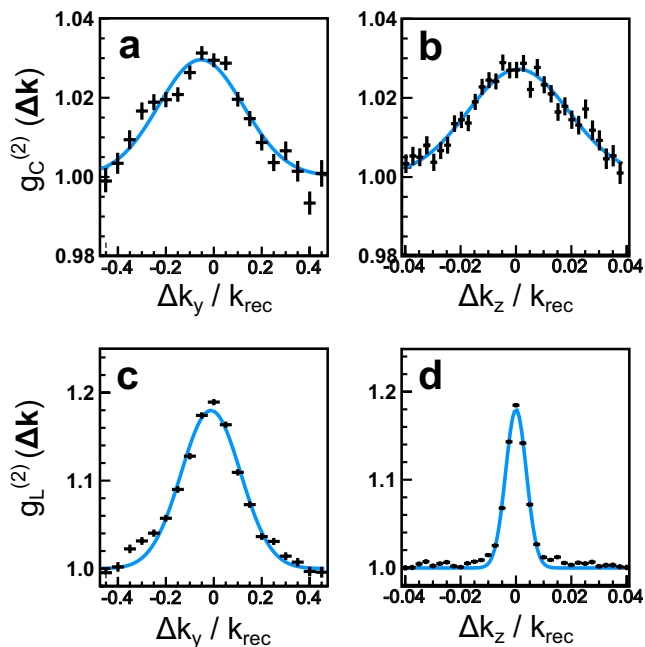 a
1.04
1.02
1.00
0.98
g_C^(2) (Δk)
-0.4 -0.2 0 0.2 0.4
Δk_y / k_rec
b
1.04
1.02
1.00
0.98
-0.04 -0.02 0 0.02 0.04
Δk_z / k_rec
c
1.2
1.1
1.0
g_L^(2) (Δk)
-0.4 -0.2 0 0.2 0.4
Δk_y / k_rec
d
1.2
1.1
1.0
-0.04 -0.02 0 0.02 0.04
Δk_z / k_rec